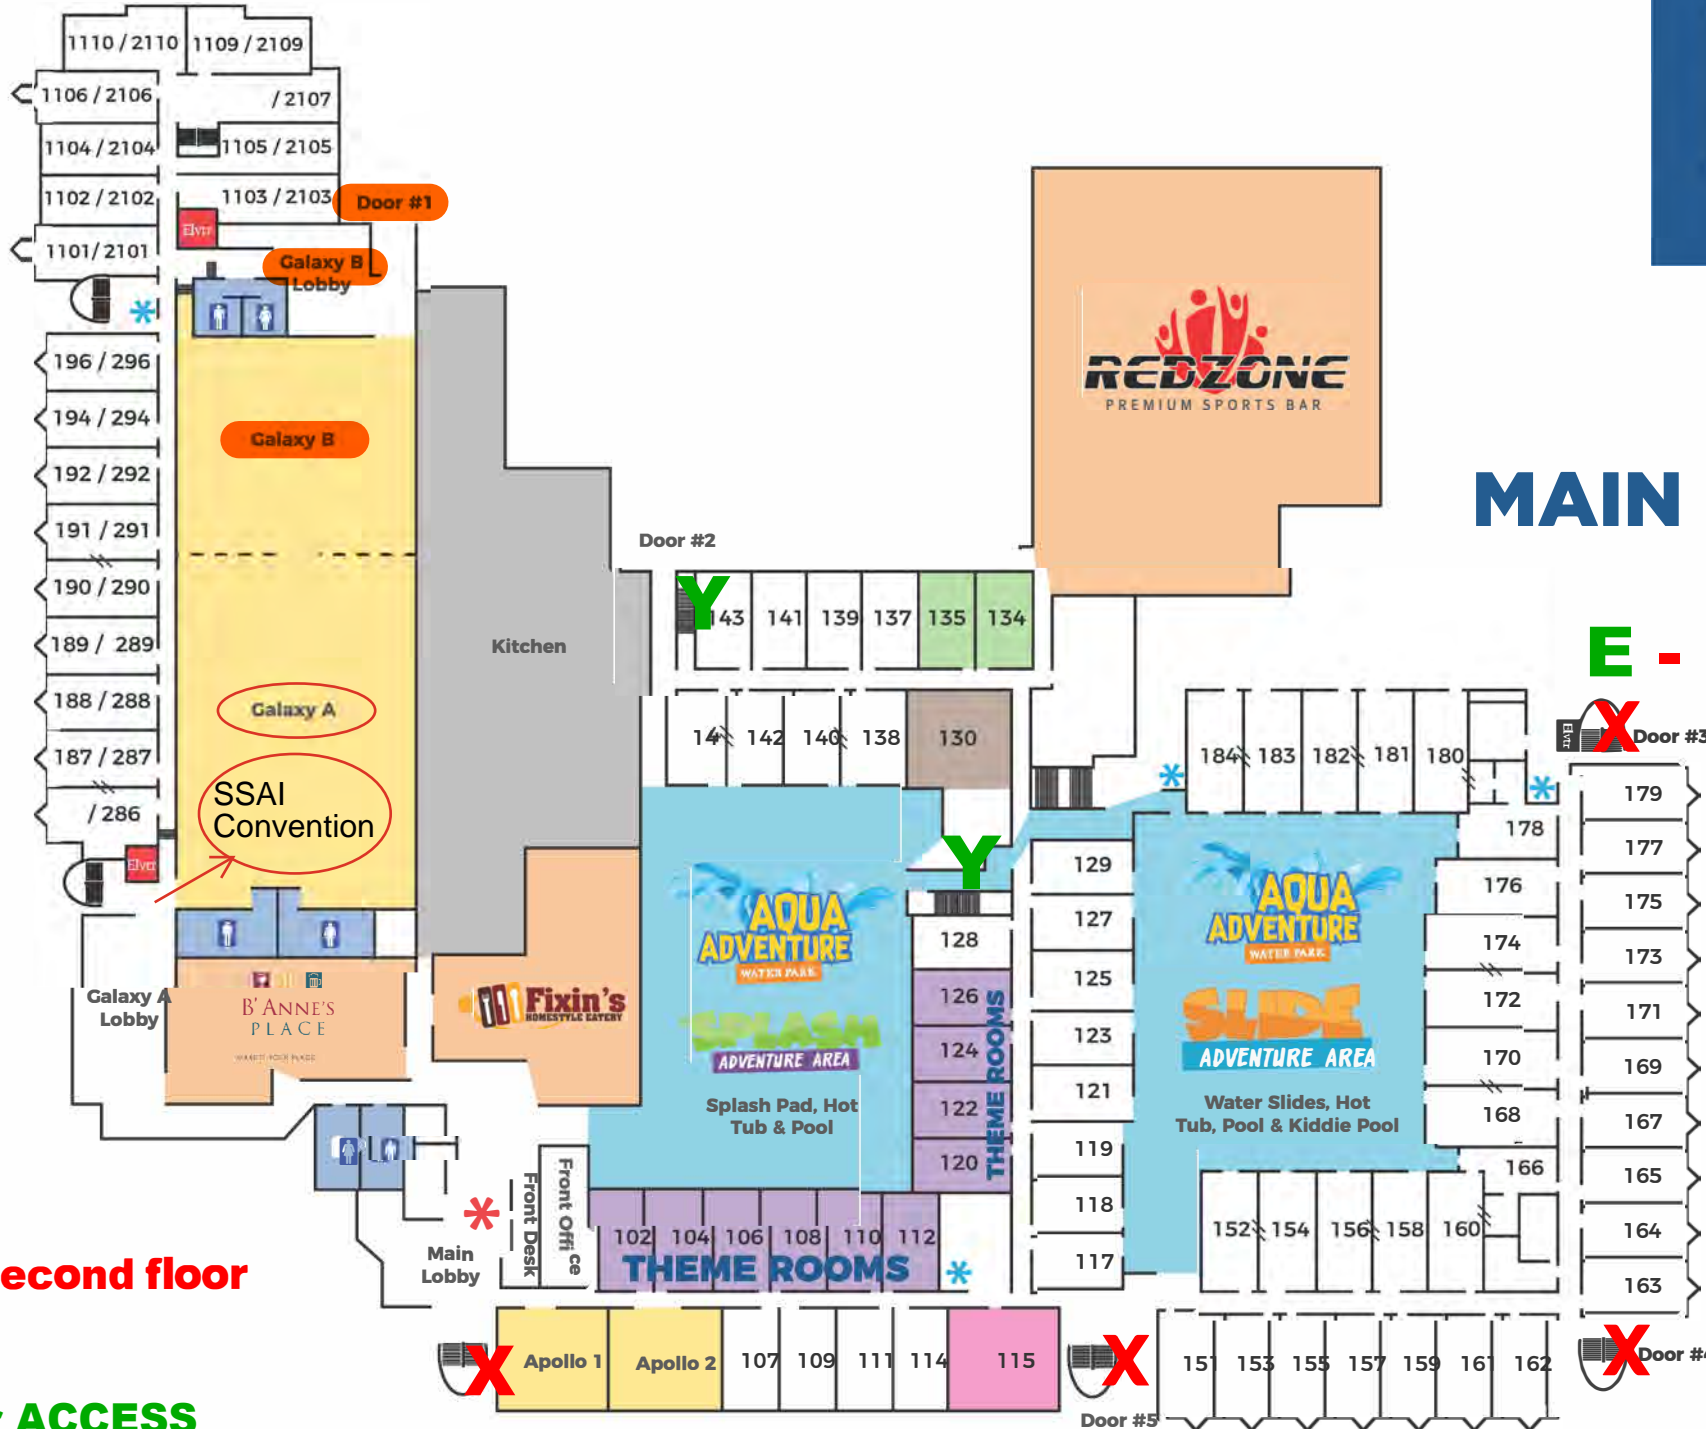 1110 / 2110
1109 / 2109
1106 / 2106
/ 2107
1104 / 2104
1105 / 2105
1102 / 2102
1103 / 2103
Door #1
Elvtr
1101/ 2101
Galaxy B
Lobby
196 / 296
194 / 294
Galaxy B
192 / 292
191 / 291
190 / 290
189 / 289
188 / 288
Galaxy A
187 / 287
/ 286
SSAI
Convention
Elvtr
Kitchen
REDZONE
PREMIUM SPORTS BAR
MAIN
Door #2
Y
143
141
139
137
135
134
E -
14
142
140
138
130
184
183
182
181
180
Elvtr
X
Door #3
179
178
177
176
175
174
173
172
171
170
169
168
167
166
165
164
163
Y
129
128
127
126
125
124
123
122
121
120
119
118
117
THEME ROOMS
AQUA
ADVENTURE
WATER PARK
SPLASH
ADVENTURE AREA
Splash Pad, Hot
Tub & Pool
AQUA
ADVENTURE
WATER PARK
SLIDE
ADVENTURE AREA
Water Slides, Hot
Tub, Pool & Kiddie Pool
Galaxy A
Lobby
B'ANNE'S
PLACE
Fixin's
HOMESTYLE EATERY
Front Desk
Front Offi ce
Main
Lobby
102
104
106
108
110
112
THEME ROOMS
152
154
156
158
160
econd floor
X
Apollo 1
Apollo 2
107
109
111
114
115
X
Door #5
151
153
155
157
159
161
162
X
Door #4
ACCESS